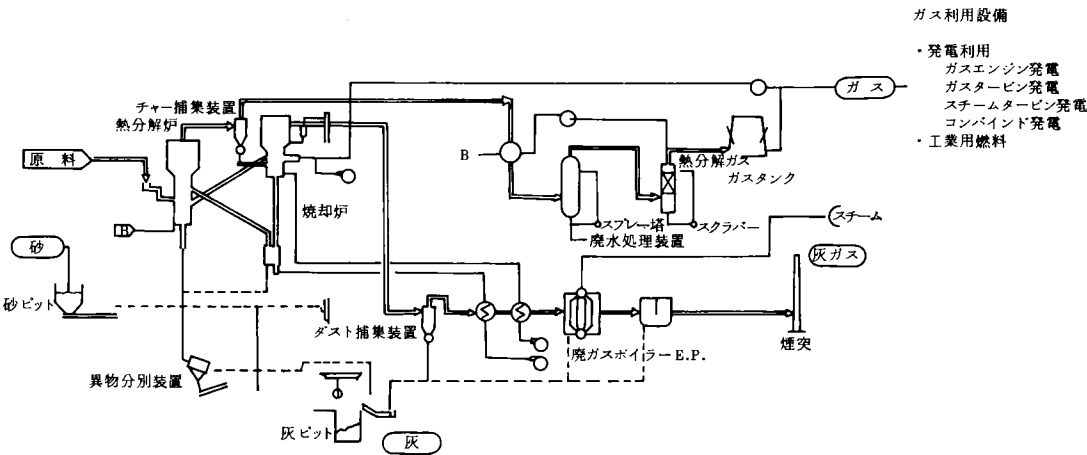 ガス利用設備
・発電利用
ガスエンジン発電
ガスタービン発電
スチームタービン発電
コンバインド発電
・工業用燃料
ガス
チャー捕集装置
熱分解炉
原料
B
B
熱分解ガス
ガスタンク
焼却炉
スプレー塔
スクラバー
スチーム
廃水処理装置
砂
灰ガス
砂ピット
ダスト捕集装置
廃ガスボイラーE.P.
煙突
異物分別装置
灰ピット
灰